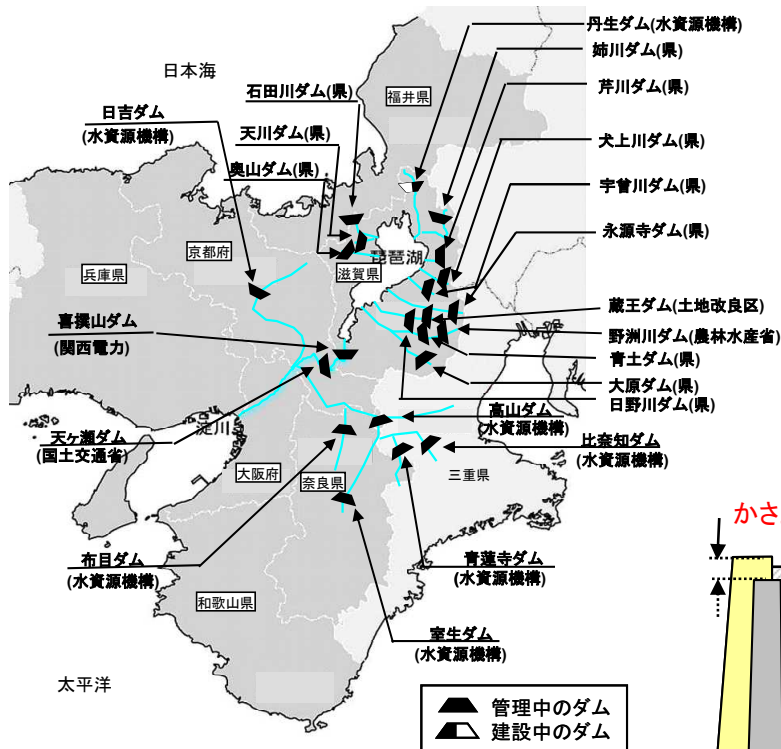 丹生ダム(水資源機構)
姉川ダム(県)
日本海
石田川ダム(県)
福井県
芹川ダム(県)
日吉ダム
(水資源機構)
天川ダム(県)
犬上川ダム(県)
奥山ダム(県)
宇曽川ダム(県)
永源寺ダム(県)
京都府
琵琶湖
兵庫県
滋賀県
蔵王ダム(土地改良区)
喜撰山ダム
(関西電力)
野洲川ダム(農林水産省)
青土ダム(県)
大原ダム(県)
日野川ダム(県)
高山ダム
(水資源機構)
淀川
天ヶ瀬ダム
(国土交通省)
比奈知ダム
(水資源機構)
大阪府
奈良県
三重県
かさ
布目ダム
(水資源機構)
青蓮寺ダム
(水資源機構)
和歌山県
室生ダム
(水資源機構)
太平洋
管理中のダム
建設中のダム